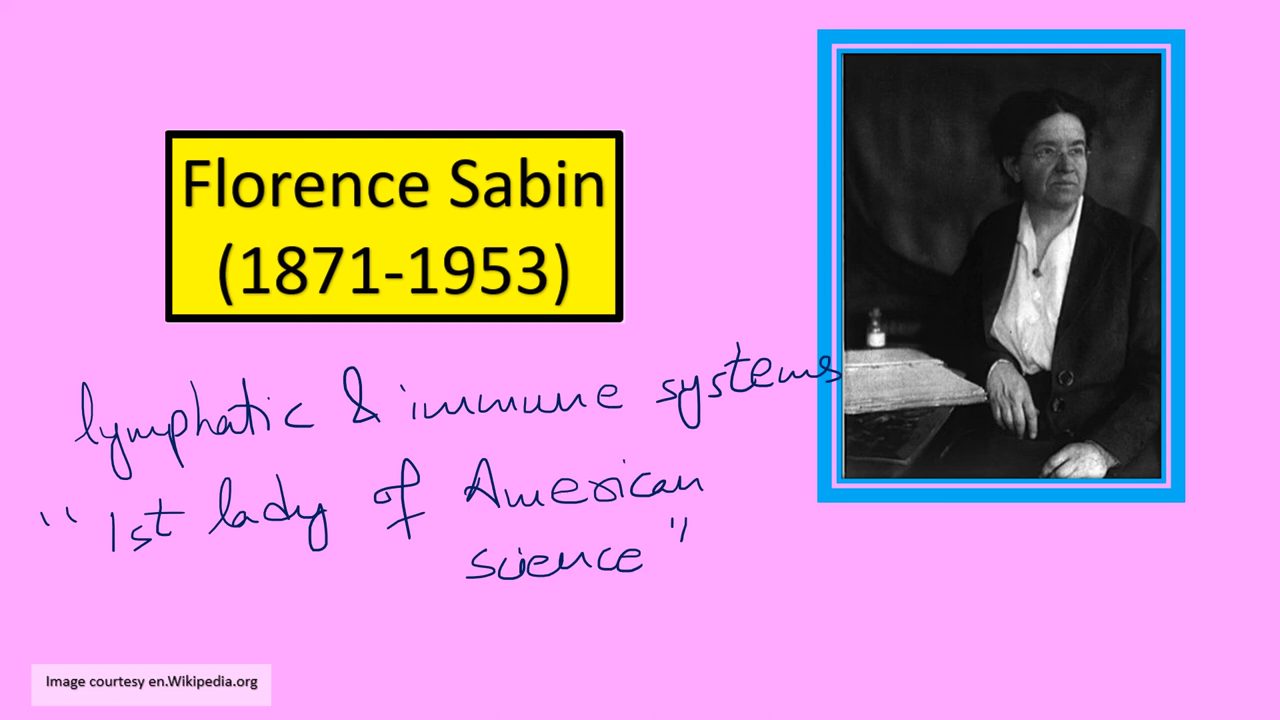 Florence Sabin
(1871-1953)
lymphatic & immune systems
"1st lady of American
science"
Image courtesy en.Wikipedia.org